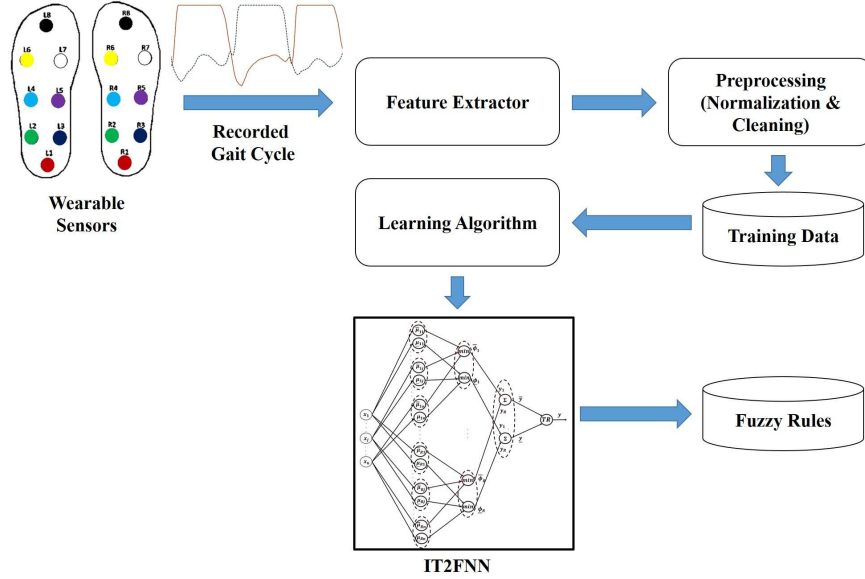 L8
R8
L6
L7
R6
R7
L4
L5
R4
R5
L2
L3
R2
R3
L1
R1
Wearable
Sensors
Recorded
Gait Cycle
Feature Extractor
Preprocessing
(Normalization &
Cleaning)
Learning Algorithm
Training Data
min
min
min
min
Σ
Σ
TR
y
IT2FNN
Fuzzy Rules